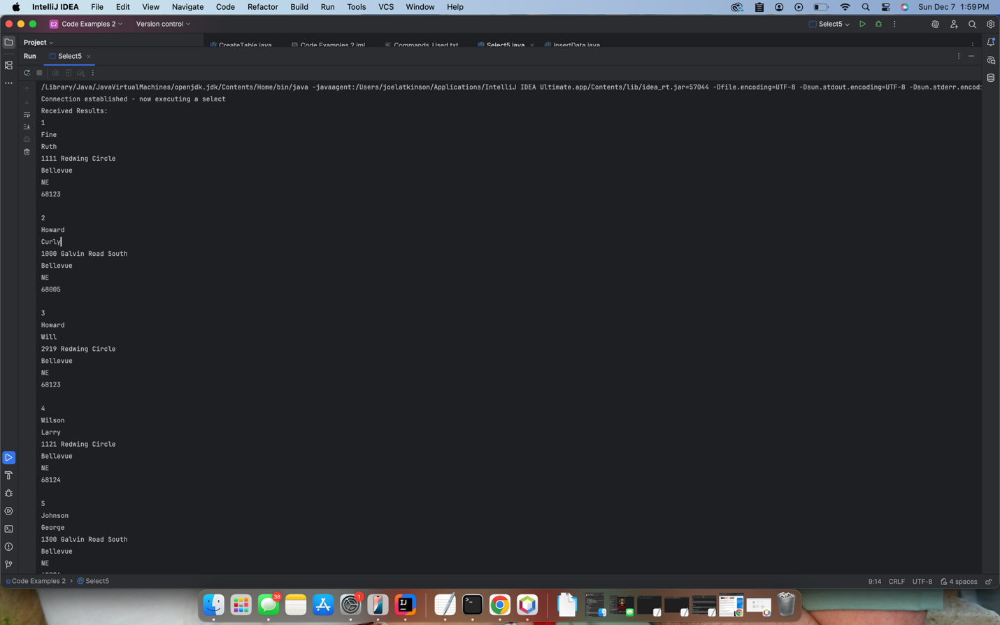 IntelliJ IDEA File Edit View Navigate Code Refactor Build Run Tools VCS Window Help Sun Dec 7 1:59 PM
C2 Code Examples 2 Version control Select5
Project CreateTable.java Code Examples 2.iml Commands_Used.txt Select5.java InsertData.java
Run Select5
/Library/Java/JavaVirtualMachines/openjdk.jdk/Contents/Home/bin/java -javaagent:/Users/joelatkinson/Applications/IntelliJ IDEA Ultimate.app/Contents/lib/idea_rt.jar=57044 -Dfile.encoding=UTF-8 -Dsun.stdout.encoding=UTF-8 -Dsun.stderr.encodi
Connection established - now executing a select
Received Results:
1
Fine
Ruth
1111 Redwing Circle
Bellevue
NE
68123
2
Howard
Curly
1000 Galvin Road South
Bellevue
NE
68005
3
Howard
Will
2919 Redwing Circle
Bellevue
NE
68123
4
Wilson
Larry
1121 Redwing Circle
Bellevue
NE
68124
5
Johnson
George
1300 Galvin Road South
Bellevue
NE
Code Examples 2 > Select5 9:14 CRLF UTF-8 4 spaces
38
1
IJ